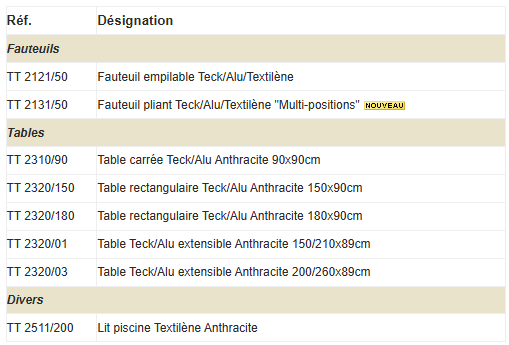 Réf. Désignation
Fauteuils
TT 2121/50 Fauteuil empilable Teck/Alu/Textilène
TT 2131/50 Fauteuil pliant Teck/Alu/Textilène "Multi-positions" NOUVEAU
Tables
TT 2310/90 Table carrée Teck/Alu Anthracite 90x90cm
TT 2320/150 Table rectangulaire Teck/Alu Anthracite 150x90cm
TT 2320/180 Table rectangulaire Teck/Alu Anthracite 180x90cm
TT 2320/01 Table Teck/Alu extensible Anthracite 150/210x89cm
TT 2320/03 Table Teck/Alu extensible Anthracite 200/260x89cm
Divers
TT 2511/200 Lit piscine Textilène Anthracite